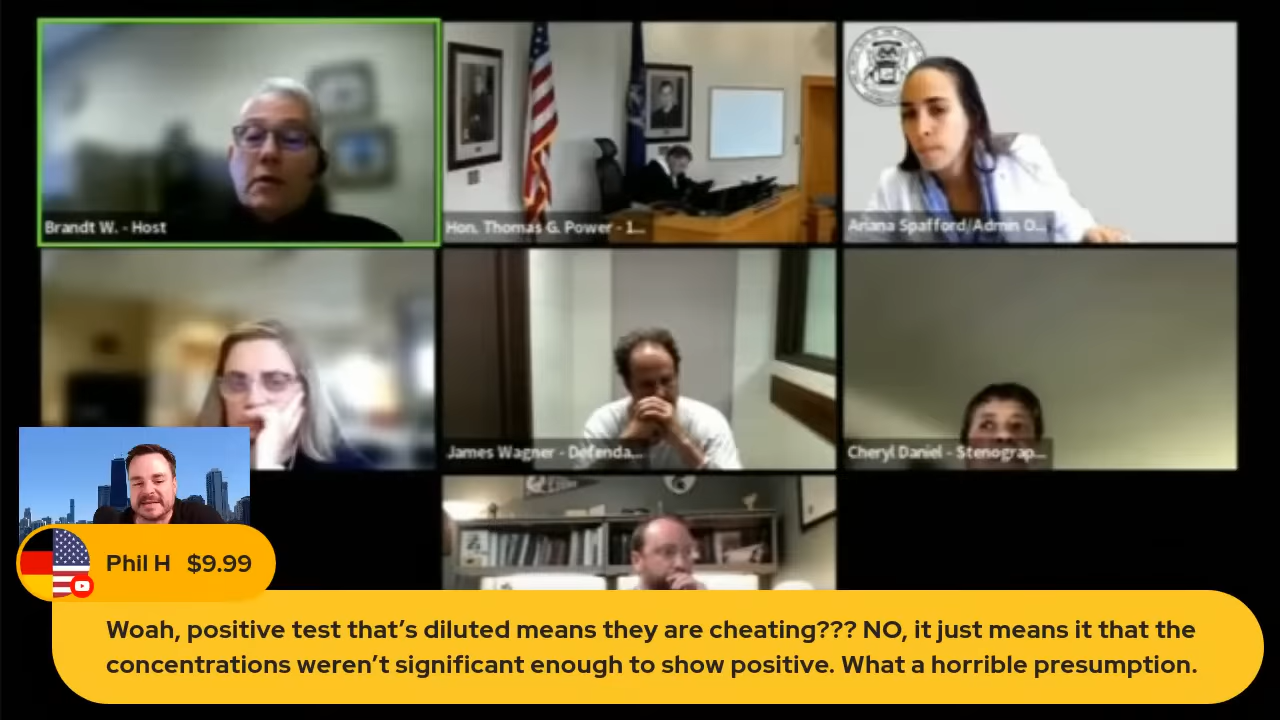 Brandt W. - Host
Hon. Thomas G. Power - 1...
Ariana Spafford/Admin O...
James Wagner - Defenda...
Cheryl Daniel - Stenograp...
Phil H $9.99
Woah, positive test that’s diluted means they are cheating??? NO, it just means it that the
concentrations weren’t significant enough to show positive. What a horrible presumption.